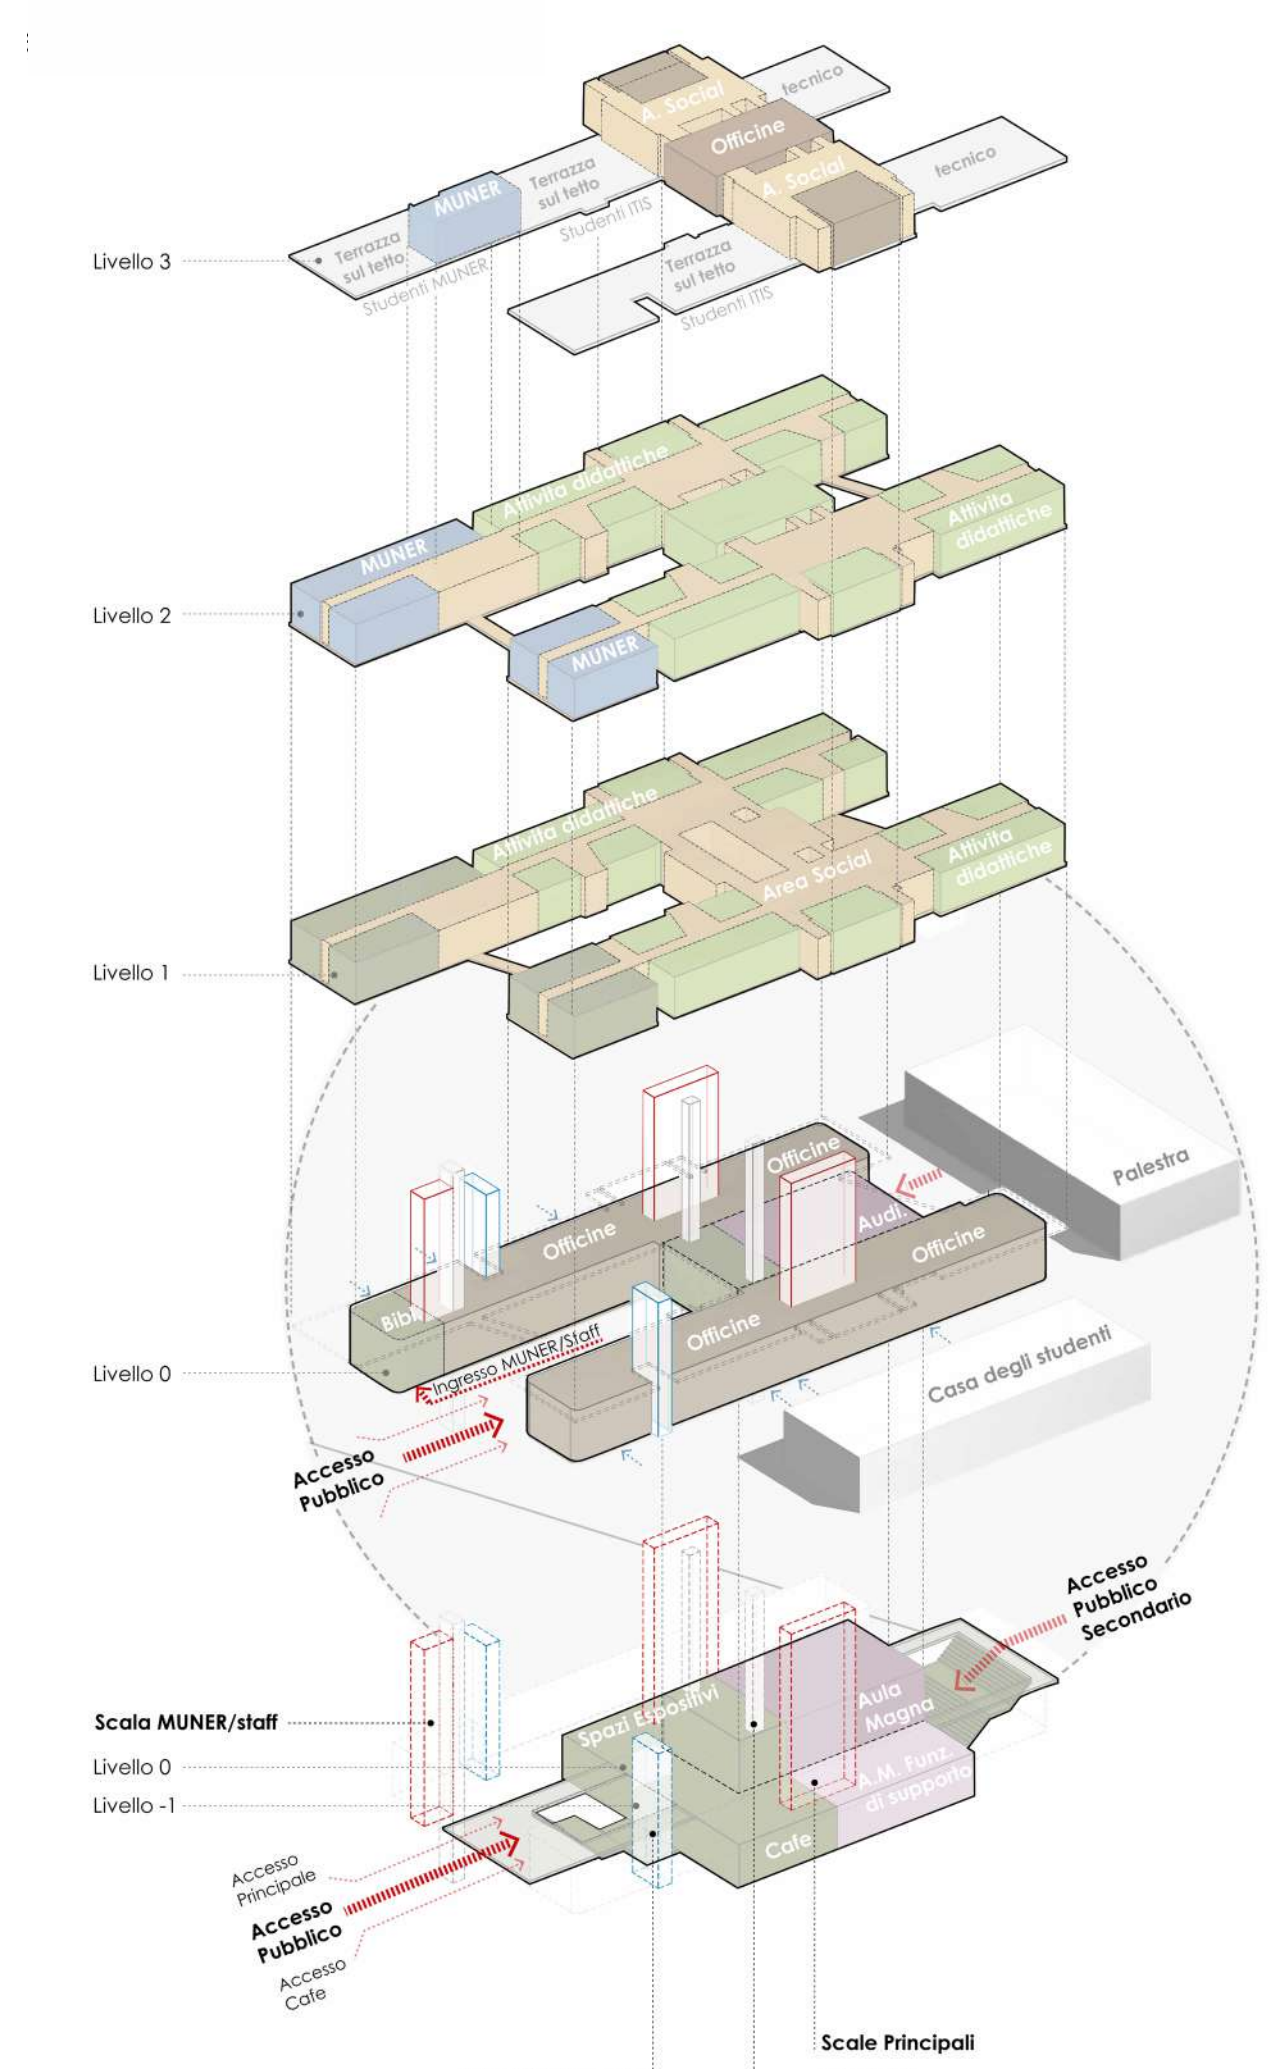 tecnico
A. Social
Officine
tecnico
A. Social
MUNER
Terrazza
sul tetto
Studenti ITIS
Terrazza
sul tetto
Studenti MUNER
Livello 3
Terrazza
sul tetto
Studenti ITIS
Attivita didattiche
Attivita
didattiche
MUNER
Livello 2
MUNER
Attivita didattiche
Attivita
didattiche
Area Social
Livello 1
Officine
Palestra
Audi.
Officine
Officine
Bibl
Officine
Ingresso MUNER/Staff
Livello 0
Casa degli studenti
Accesso
Pubblico
Accesso
Pubblico
Secondario
Spazi Espositivi
Aula
Magna
Scala MUNER/staff
Livello 0
A.M. Funz.
di supporto
Livello -1
Cafe
Accesso
Principale
Accesso
Pubblico
Accesso
Cafe
Scale Principali